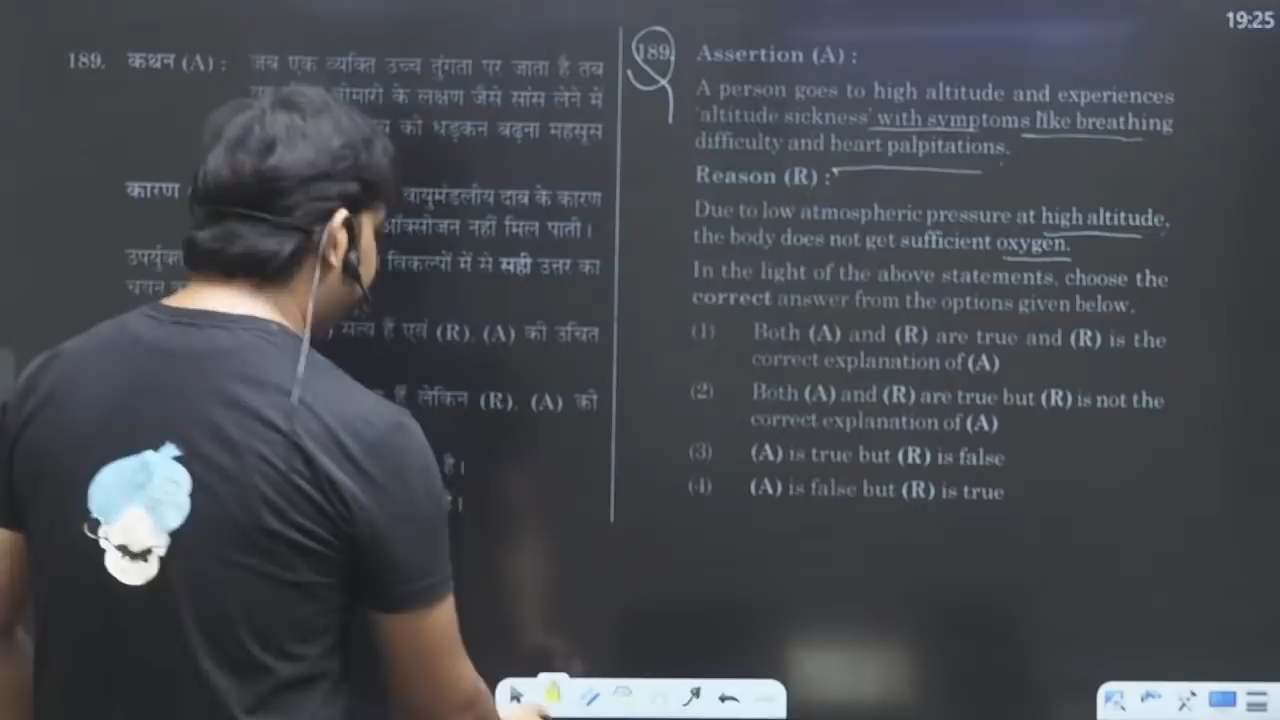 19:25
189. कथन (A) : जब एक व्यक्ति उच्च तुंगता पर जाता है तब
बीमारी के लक्षण जैसे सांस लेने में
की धड़कन बढ़ना महसूस
कारण
वायुमंडलीय दाब के कारण
ऑक्सीजन नहीं मिल पाती।
उपर्युक्त
विकल्पों में से सही उत्तर का
सत्य हैं एवं (R), (A) की उचित
हैं लेकिन (R), (A) की
है।
189. Assertion (A) :
A person goes to high altitude and experiences
'altitude sickness' with symptoms like breathing
difficulty and heart palpitations.
Reason (R) :
Due to low atmospheric pressure at high altitude,
the body does not get sufficient oxygen.
In the light of the above statements, choose the
correct answer from the options given below.
(1) Both (A) and (R) are true and (R) is the
correct explanation of (A)
(2) Both (A) and (R) are true but (R) is not the
correct explanation of (A)
(3) (A) is true but (R) is false
(4) (A) is false but (R) is true